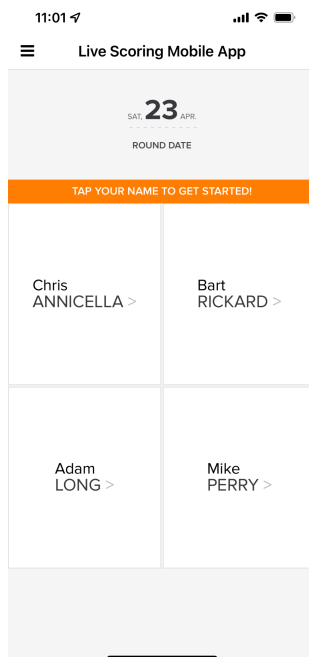 11:01
Live Scoring Mobile App
SAT, 23 APR.
ROUND DATE
TAP YOUR NAME TO GET STARTED!
Chris
ANNICELLA >
Bart
RICKARD >
Adam
LONG >
Mike
PERRY >